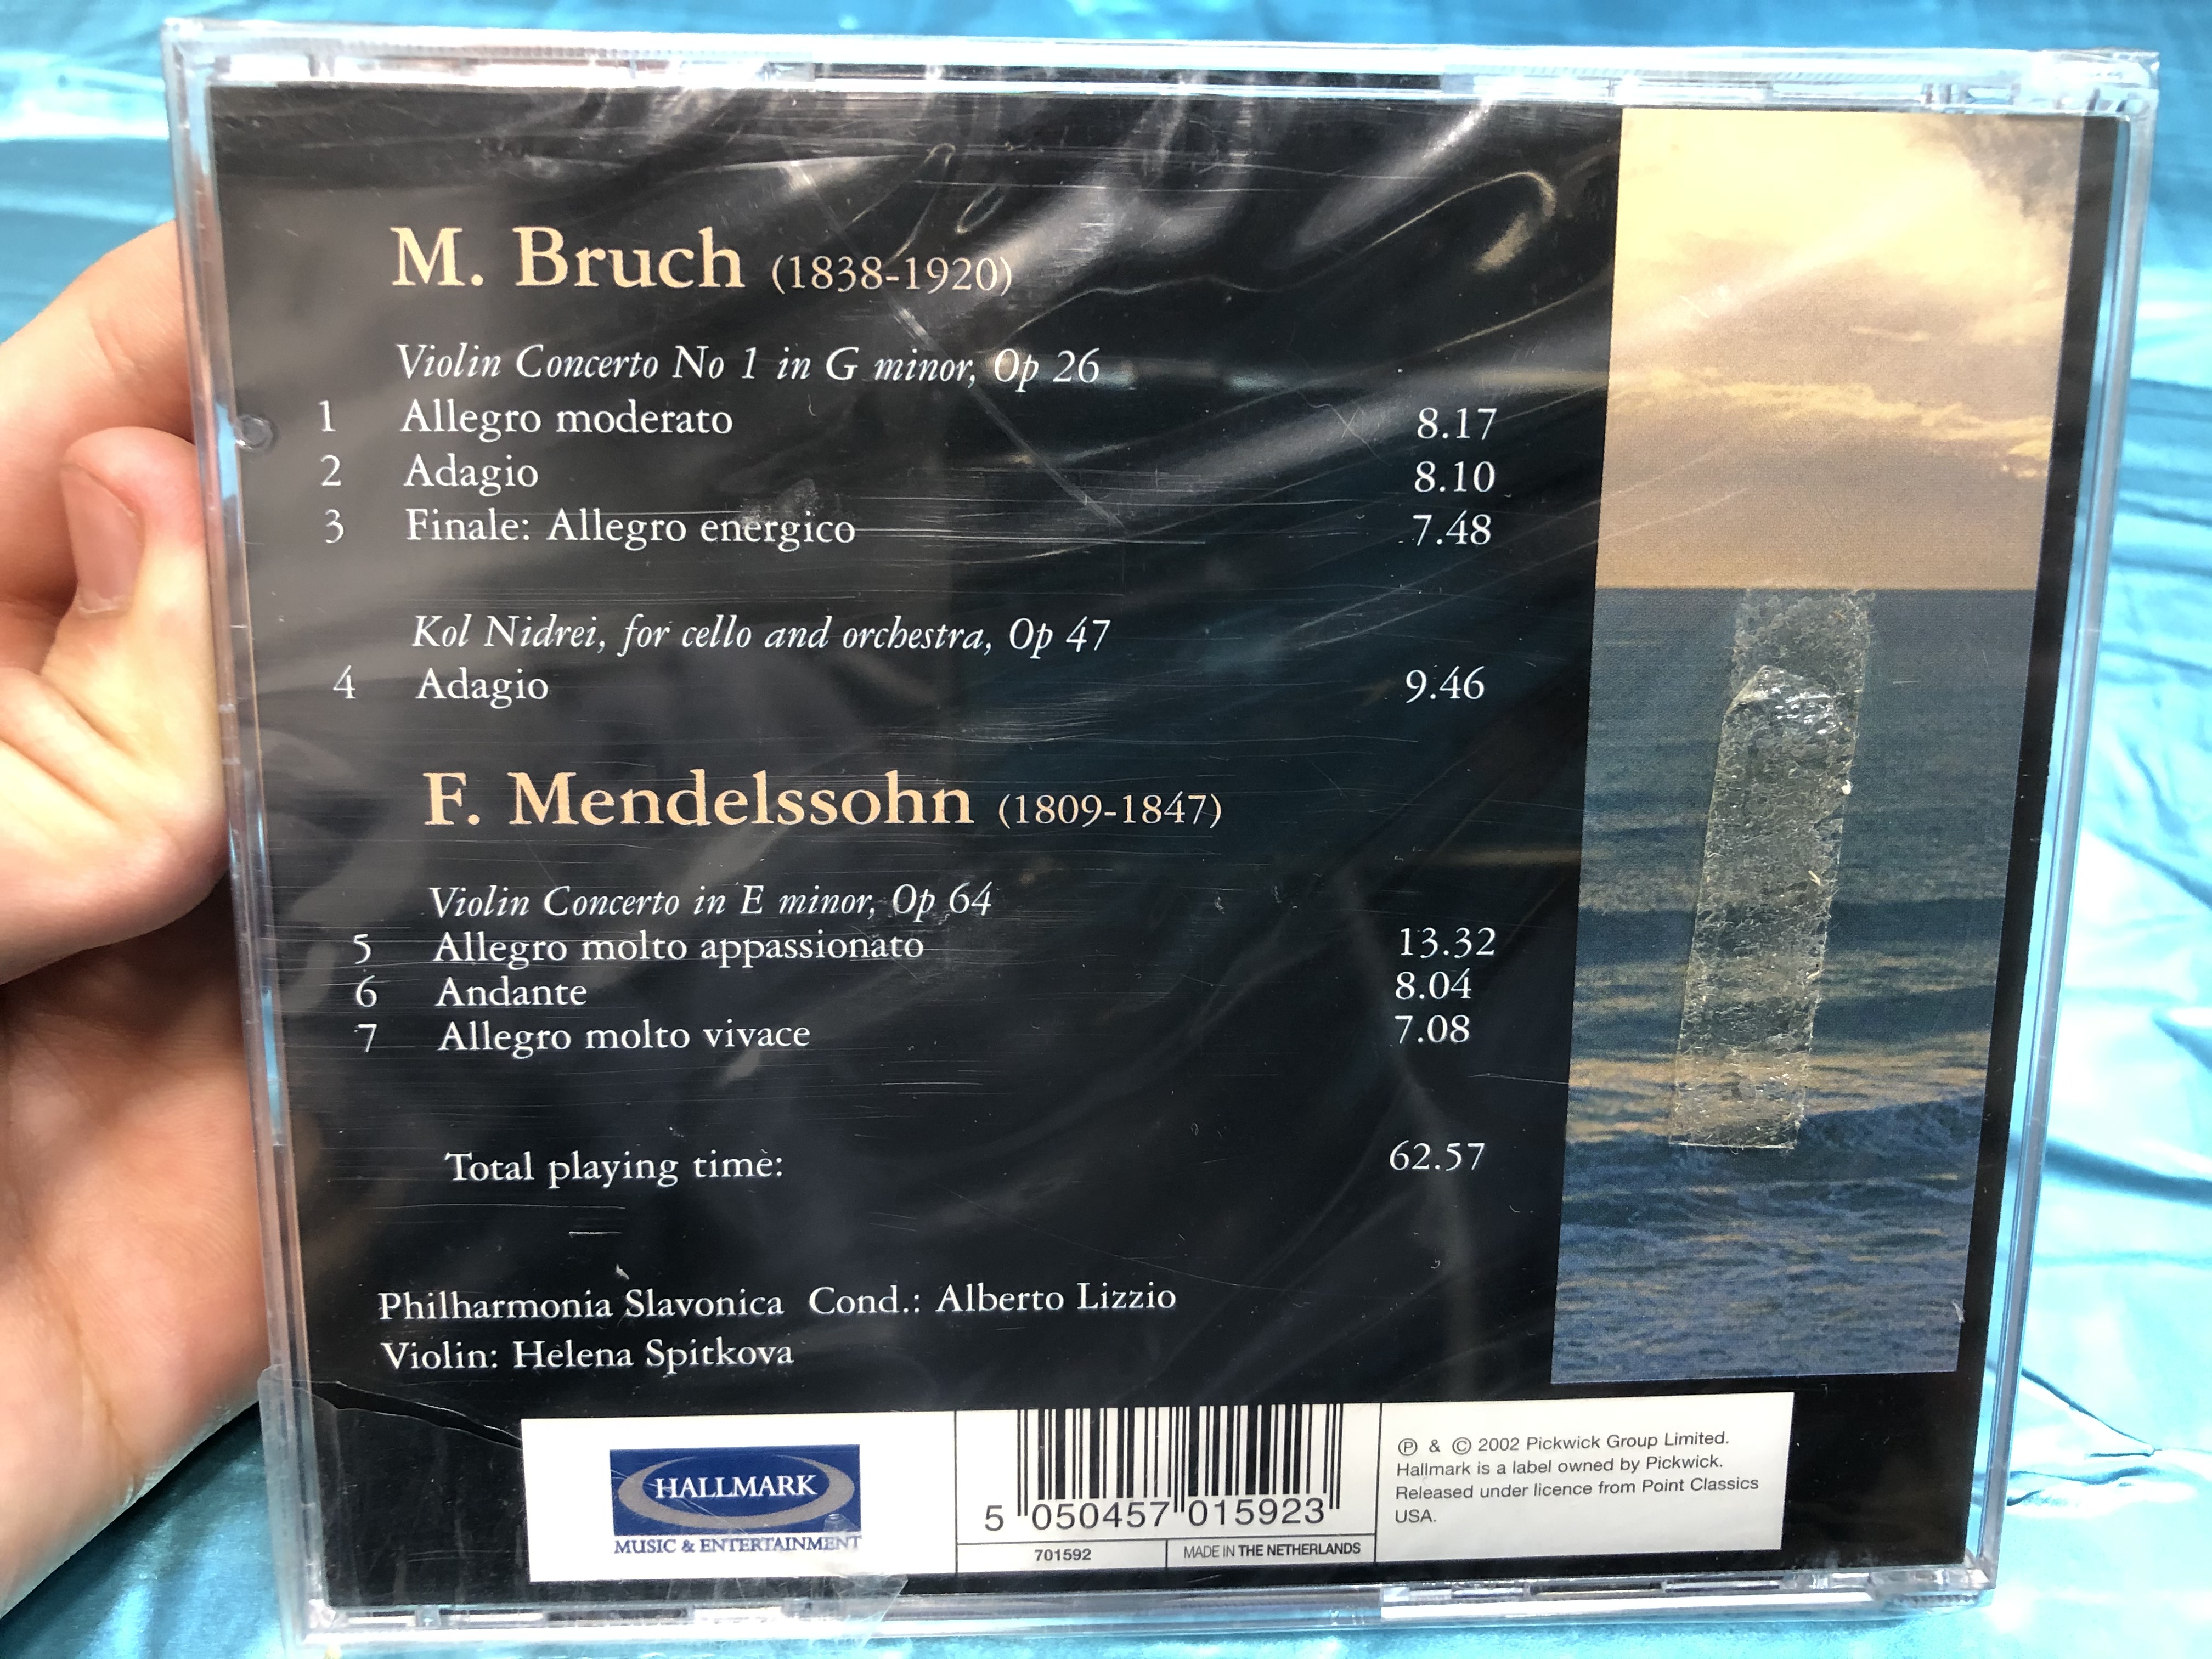 M. Bruch (1838-1920)
Violin Concerto No 1 in G minor, Op 26
1 Allegro moderato 8.17
2 Adagio 8.10
3 Finale: Allegro energico 7.48
Kol Nidrei, for cello and orchestra, Op 47
4 Adagio 9.46
F. Mendelssohn (1809-1847)
Violin Concerto in E minor, Op 64
5 Allegro molto appassionato 13.32
6 Andante 8.04
7 Allegro molto vivace 7.08
Total playing time: 62.57
Philharmonia Slavonica Cond.: Alberto Lizzio
Violin: Helena Spitkova
HALLMARK
MUSIC & ENTERTAINMENT
5 050457 015923
701592 MADE IN THE NETHERLANDS
℗ & © 2002 Pickwick Group Limited.
Hallmark is a label owned by Pickwick.
Released under licence from Point Classics
USA.